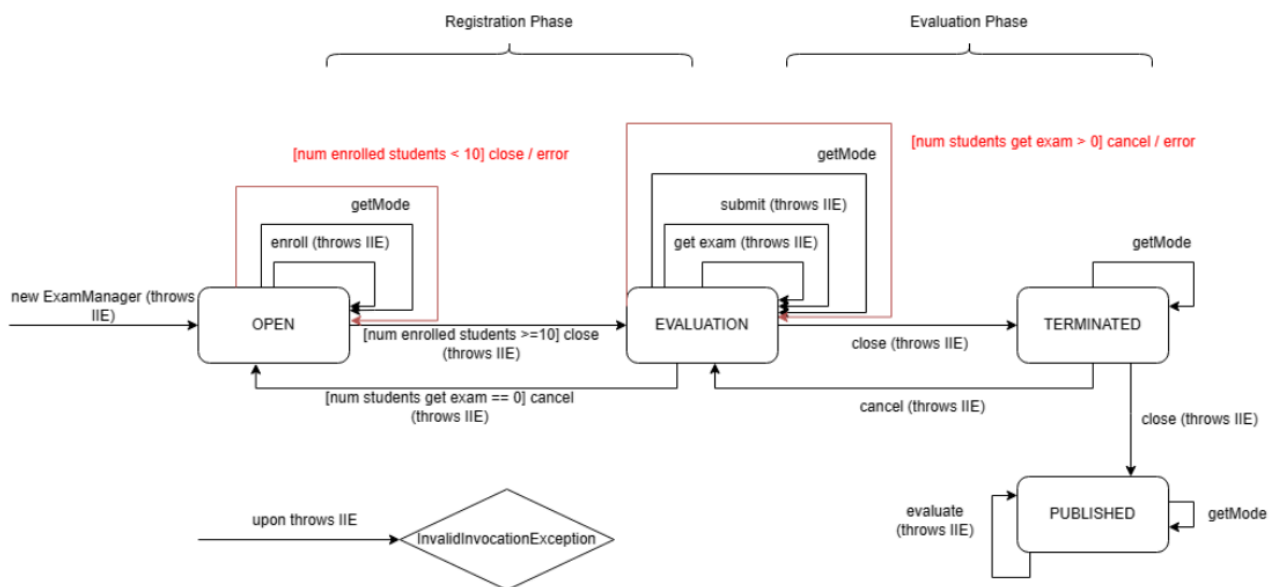 Registration Phase
Evaluation Phase
[num enrolled students < 10] close / error
[num students get exam > 0] cancel / error
getMode
enroll (throws IIE)
getMode
submit (throws IIE)
get exam (throws IIE)
getMode
new ExamManager (throws
IIE)
OPEN
[num enrolled students >=10] close
(throws IIE)
EVALUATION
close (throws IIE)
TERMINATED
[num students get exam == 0] cancel
(throws IIE)
cancel (throws IIE)
close (throws IIE)
upon throws IIE
InvalidInvocationException
evaluate
(throws IIE)
PUBLISHED
getMode